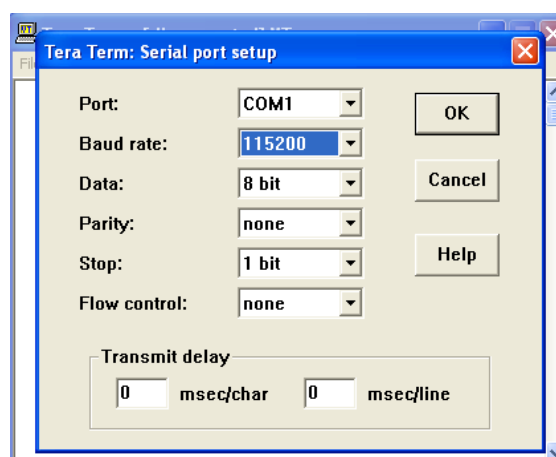 Tera Term: Serial port setup
Port:
COM1
OK
Baud rate:
115200
Data:
8 bit
Cancel
Parity:
none
Stop:
1 bit
Help
Flow control:
none
Transmit delay
0 msec/char 0 msec/line